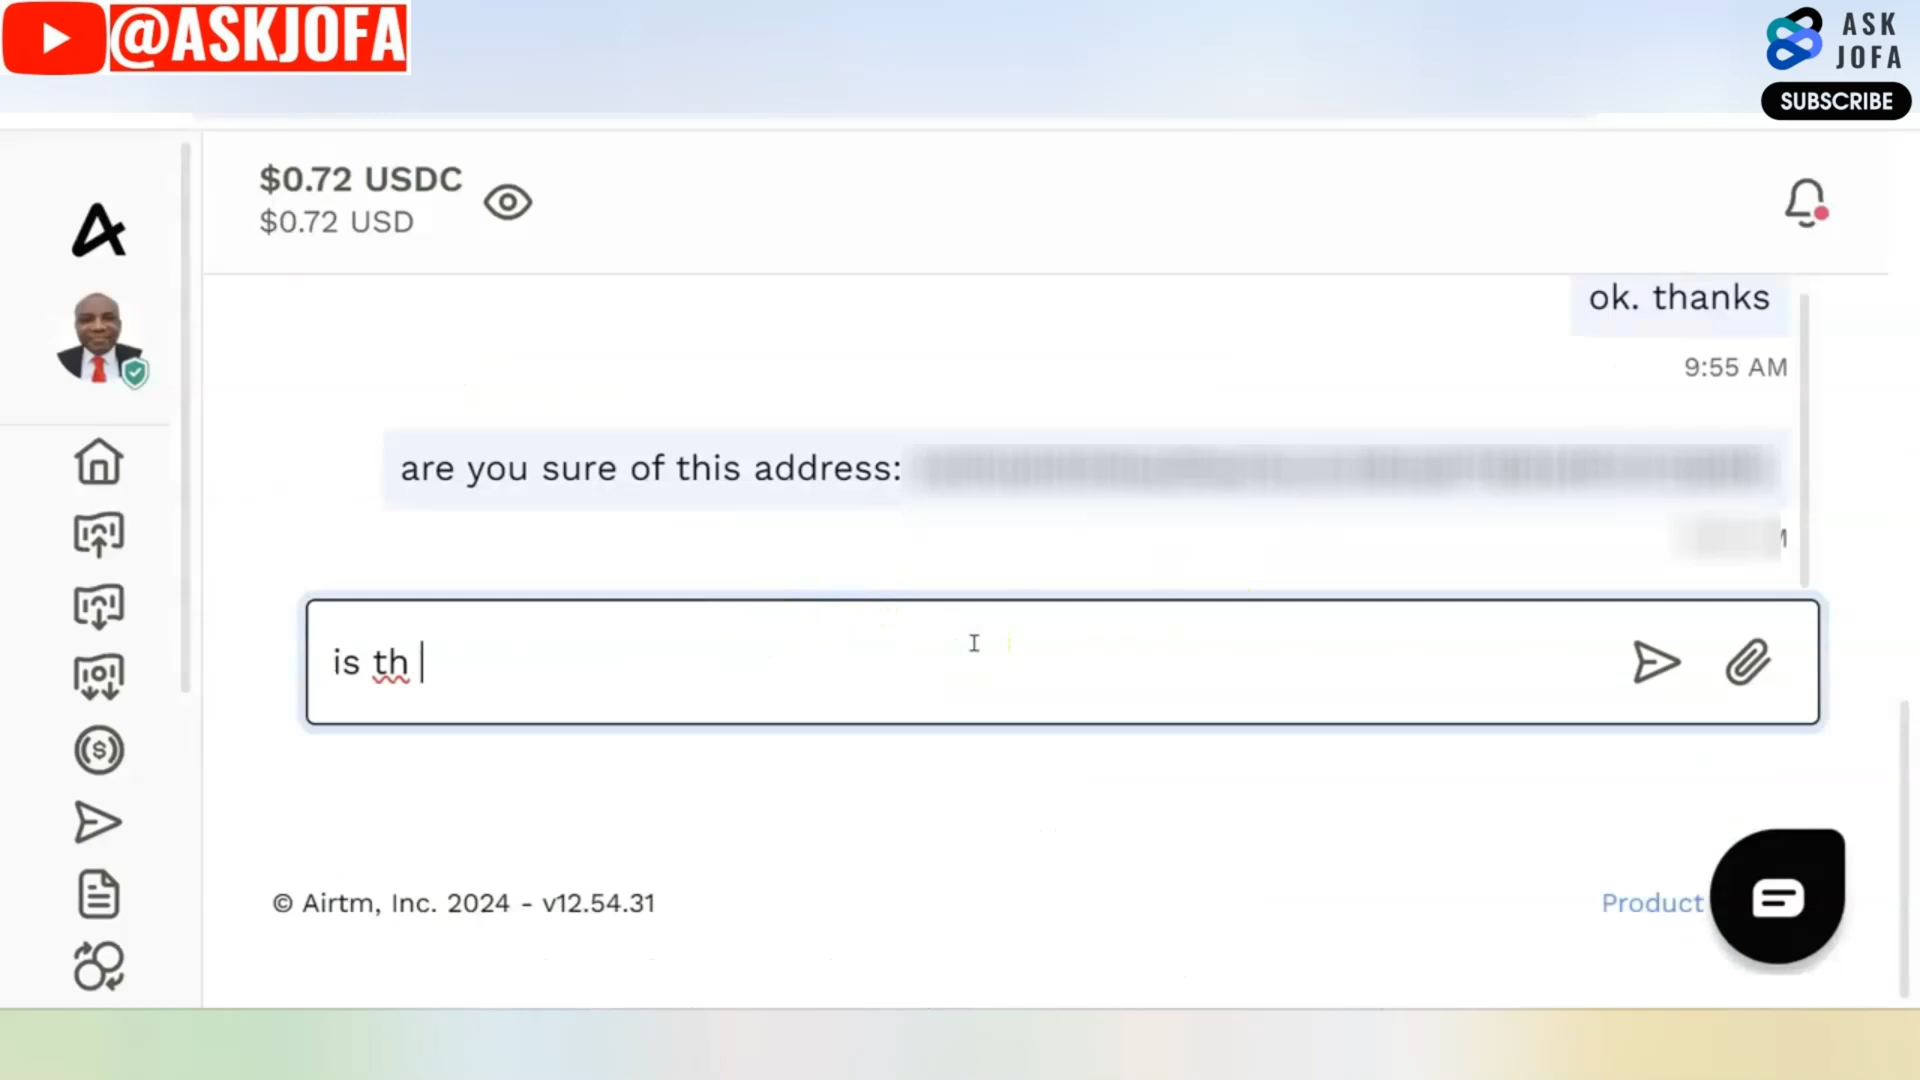 @ASKJOFA
ASK
JOFA
SUBSCRIBE
$0.72 USDC
$0.72 USD
ok. thanks
9:55 AM
are you sure of this address:
is th
© Airtm, Inc. 2024 - v12.54.31
Product